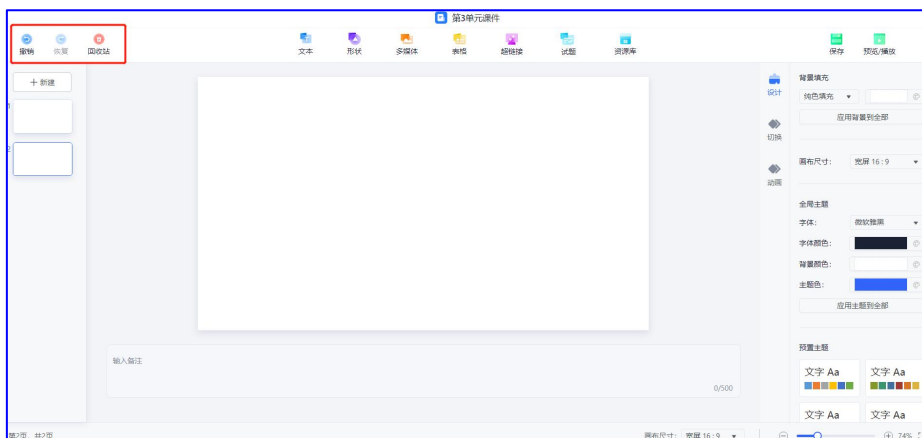 第3单元课件
撤销 恢复 回收站 文本 形状 多媒体 表格 超链接 试题 资源库 保存 预览/播放
+ 新建
1
2
设计
切换
动画
背景填充
纯色填充
应用背景到全部
画布尺寸： 宽屏 16：9
全局主题
字体： 微软雅黑
字体颜色：
背景颜色：
主题色：
应用主题到全部
预置主题
文字 Aa 文字 Aa
文字 Aa 文字 Aa
输入备注
0/500
第2页，共2页 画布尺寸： 宽屏 16：9 74%